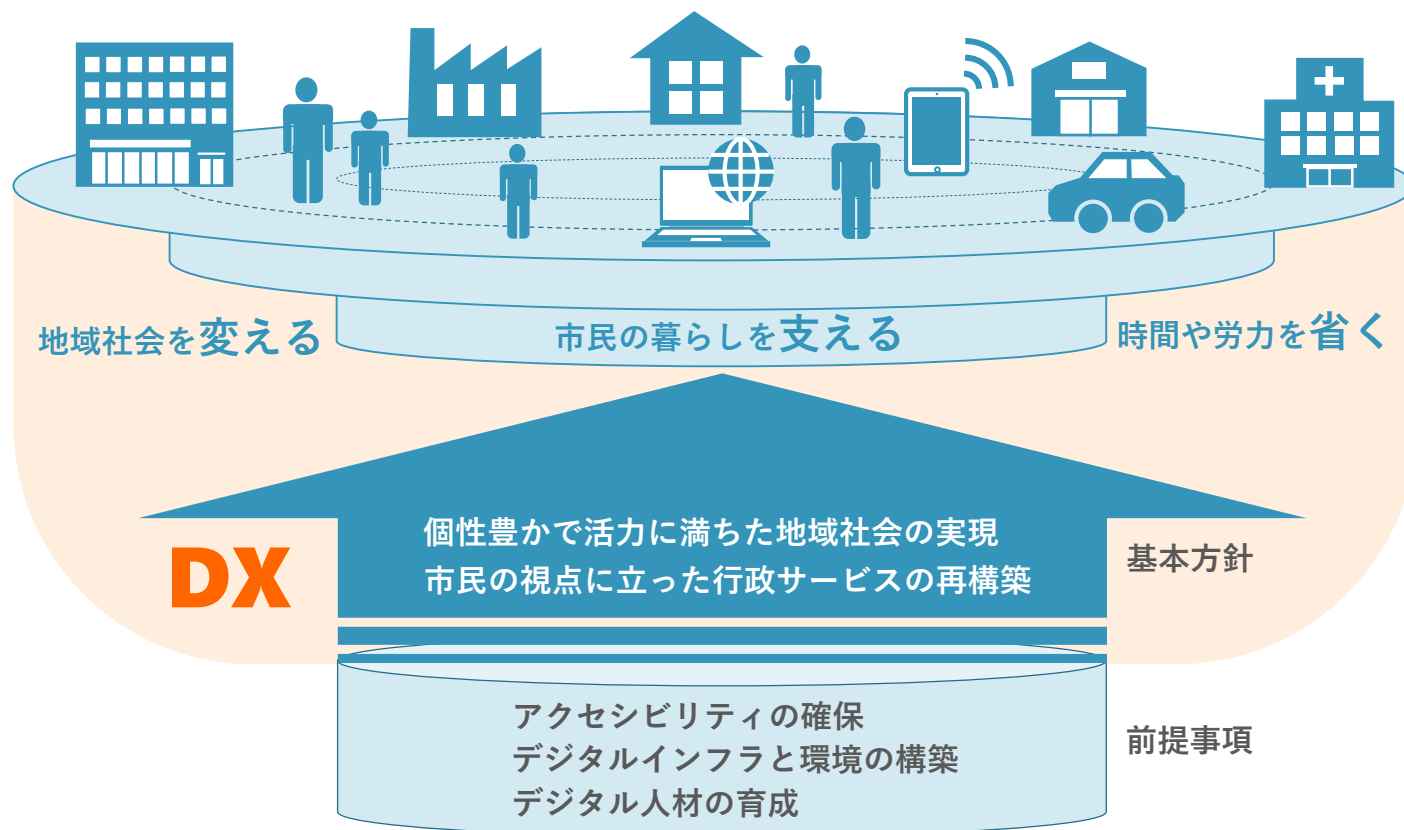 地域社会を変える
市民の暮らしを支える
時間や労力を省く
DX
個性豊かで活力に満ちた地域社会の実現
市民の視点に立った行政サービスの再構築
基本方針
アクセシビリティの確保
デジタルインフラと環境の構築
デジタル人材の育成
前提事項